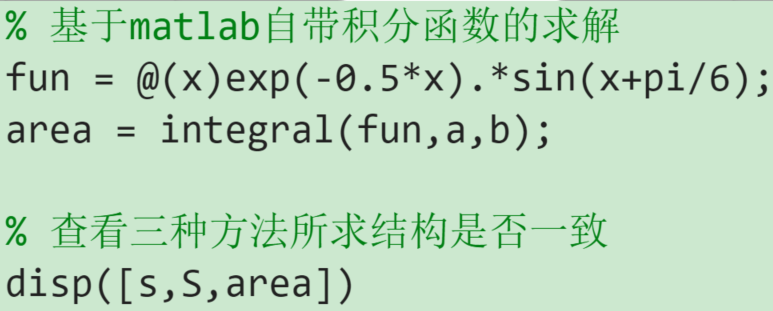 % 基于matlab自带积分函数的求解
fun = @(x)exp(-0.5*x).*sin(x+pi/6);
area = integral(fun,a,b);
% 查看三种方法所求结构是否一致
disp([s,S,area])